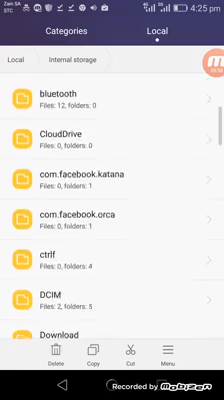 Zain SA
STC
4:25 pm
Categories
Local
Local
Internal storage
bluetooth
Files: 12, folders: 0
CloudDrive
Files: 0, folders: 0
com.facebook.katana
Files: 0, folders: 1
com.facebook.orca
Files: 0, folders: 1
ctrlf
Files: 0, folders: 4
DCIM
Files: 2, folders: 5
Download
Delete
Copy
Cut
Menu
Recorded by mobizen